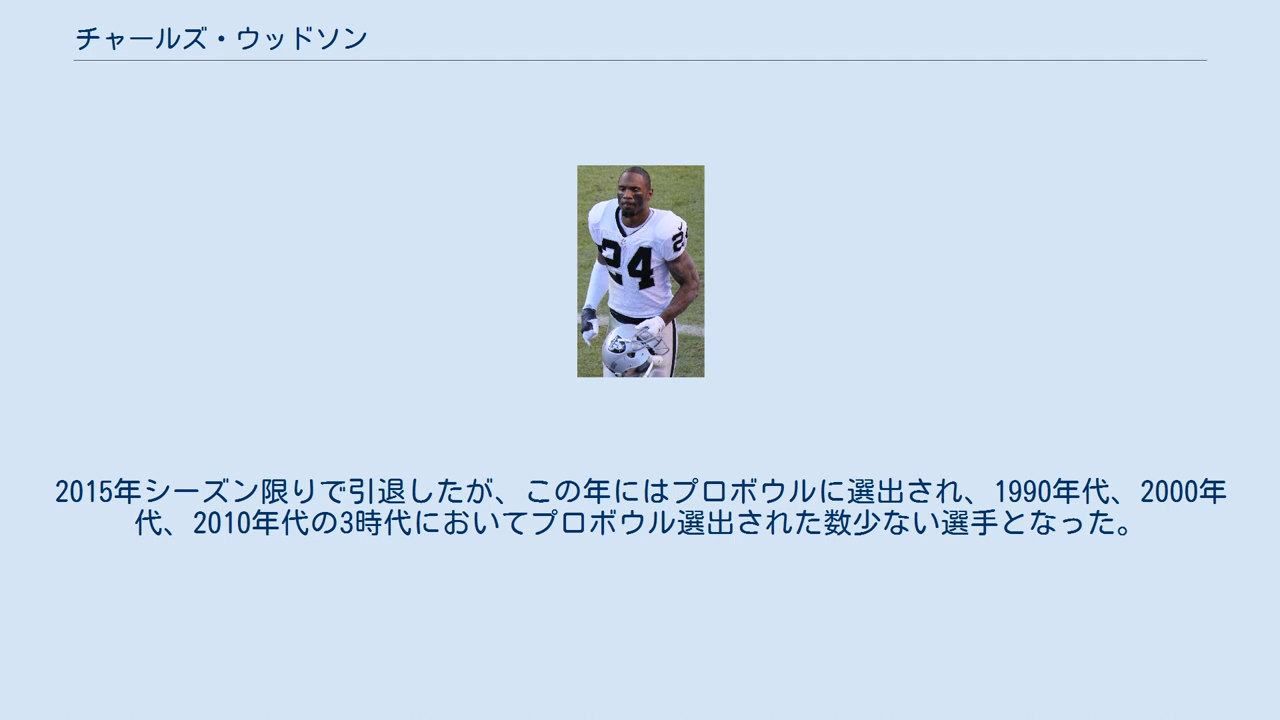 チャールズ・ウッドソン
24
24
2015年シーズン限りで引退したが、この年にはプロボウルに選出され、1990年代、2000年
代、2010年代の3時代においてプロボウル選出された数少ない選手となった。